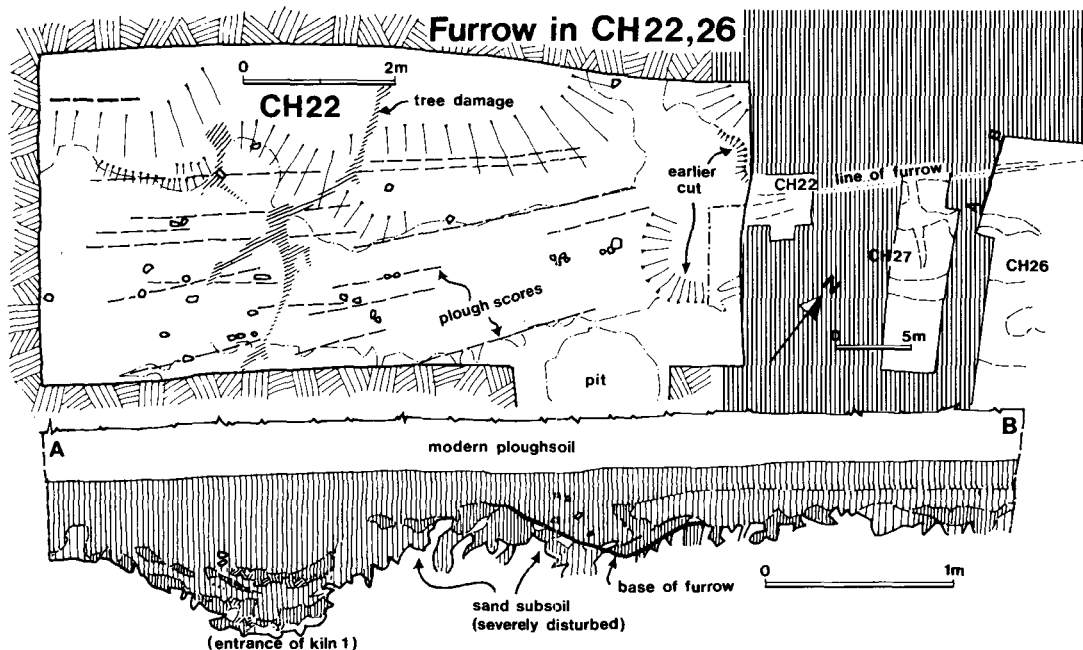 Furrow in CH22,26
0 2m
CH22
tree damage
earlier
cut
CH22
line of furrow
B
A
CH27
CH26
plough scores
N
0 5m
pit
A
modern ploughsoil
B
base of furrow
sand subsoil
(severely disturbed)
(entrance of kiln 1)
0 1m